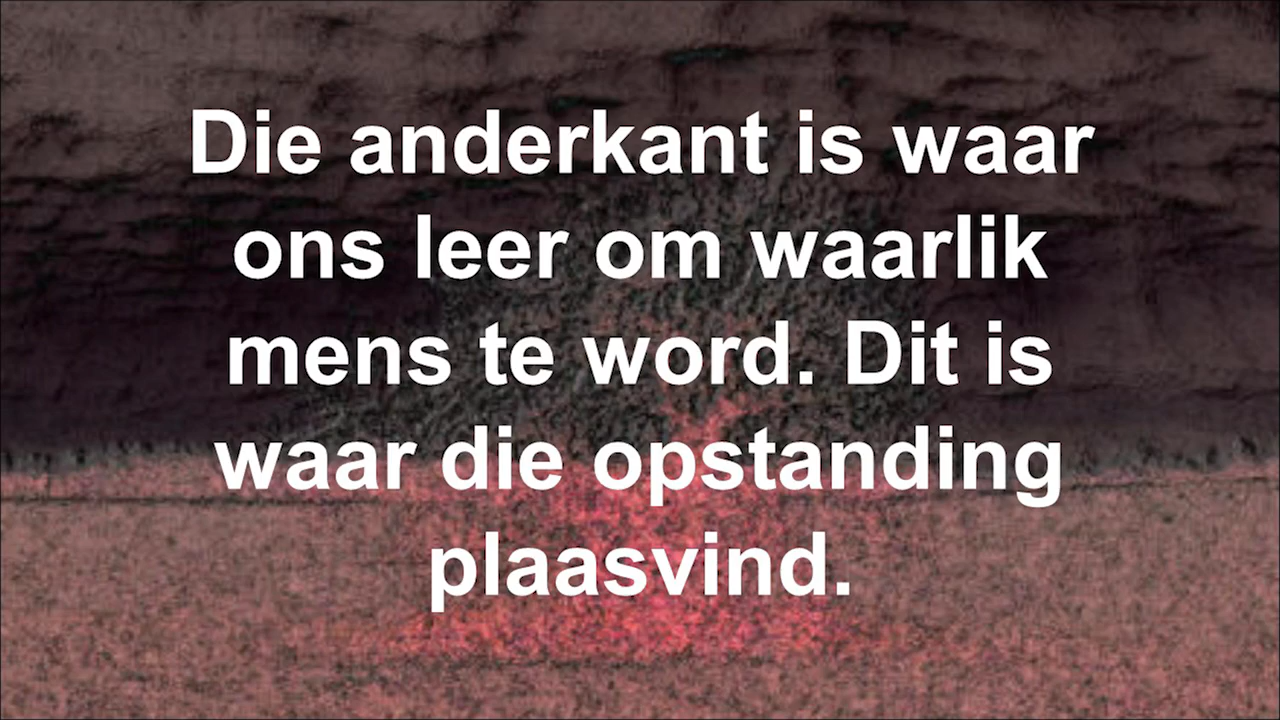 Die anderkant is waar
ons leer om waarlik
mens te word. Dit is
waar die opstanding
plaasvind.